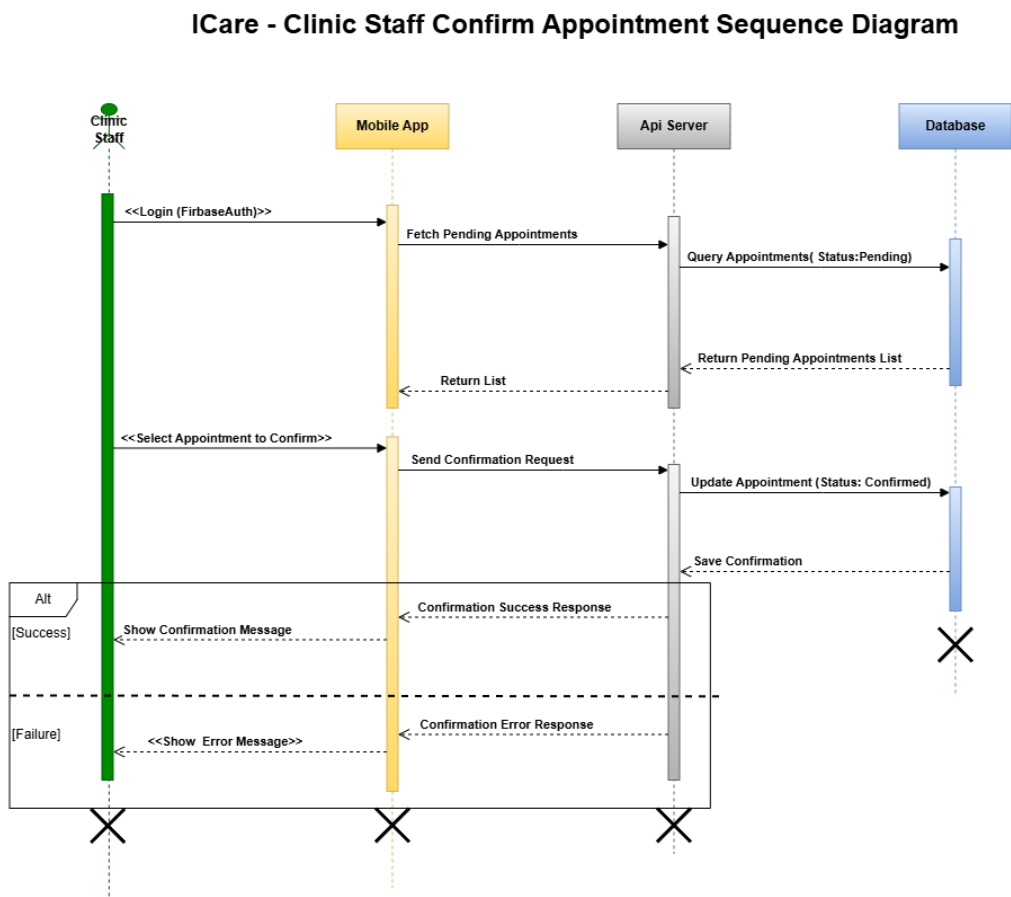 ICare - Clinic Staff Confirm Appointment Sequence Diagram
Clinic
Staff
Mobile App
Api Server
Database
<<Login (FirbaseAuth)>>
Fetch Pending Appointments
Query Appointments( Status:Pending)
Return Pending Appointments List
Return List
<<Select Appointment to Confirm>>
Send Confirmation Request
Update Appointment (Status: Confirmed)
Save Confirmation
Alt
Confirmation Success Response
[Success]
Show Confirmation Message
Confirmation Error Response
[Failure]
<<Show  Error Message>>